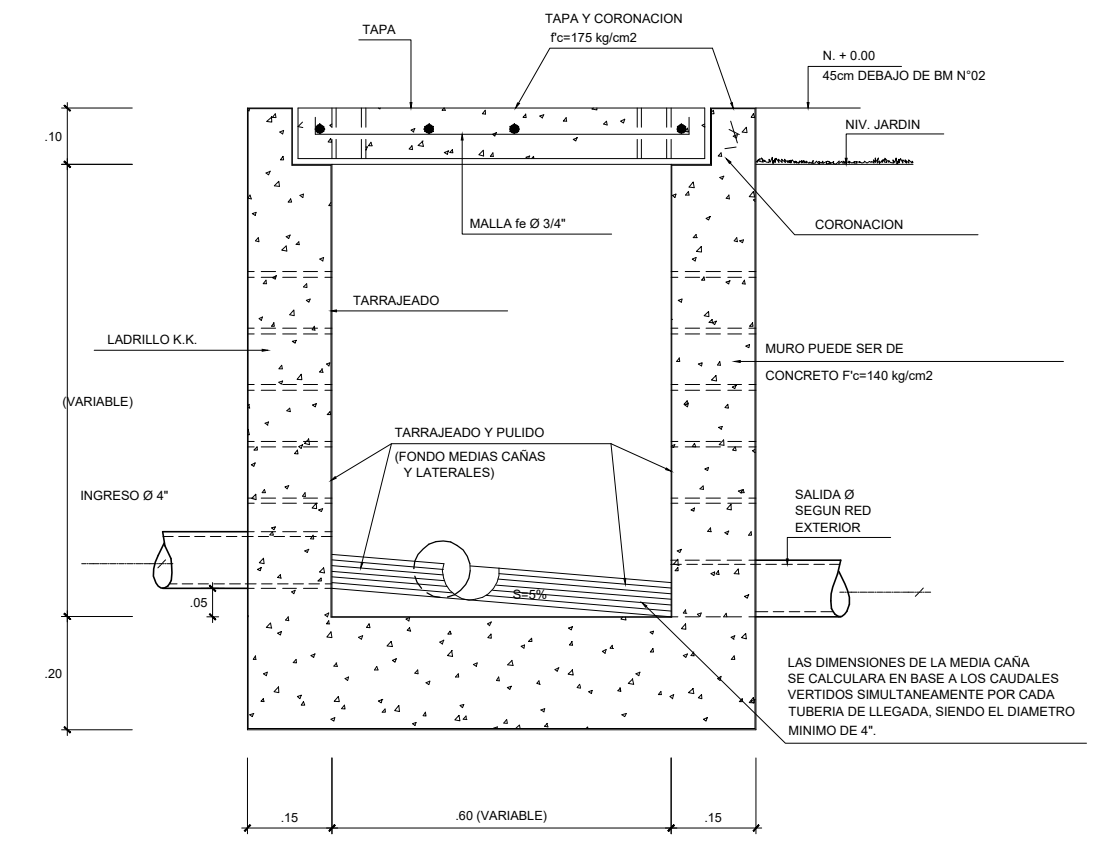 TAPA Y CORONACION
f'c=175 kg/cm2
TAPA
N. + 0.00
45cm DEBAJO DE BM N°02
NIV. JARDIN
.10
MALLA fe Ø 3/4"
CORONACION
TARRAJEADO
LADRILLO K.K.
MURO PUEDE SER DE
CONCRETO F'c=140 kg/cm2
(VARIABLE)
TARRAJEADO Y PULIDO
(FONDO MEDIAS CAÑAS
Y LATERALES)
INGRESO Ø 4"
SALIDA Ø
SEGUN RED
EXTERIOR
.05
S=5%
.20
LAS DIMENSIONES DE LA MEDIA CAÑA
SE CALCULARA EN BASE A LOS CAUDALES
VERTIDOS SIMULTANEAMENTE POR CADA
TUBERIA DE LLEGADA, SIENDO EL DIAMETRO
MINIMO DE 4".
.15
.60 (VARIABLE)
.15